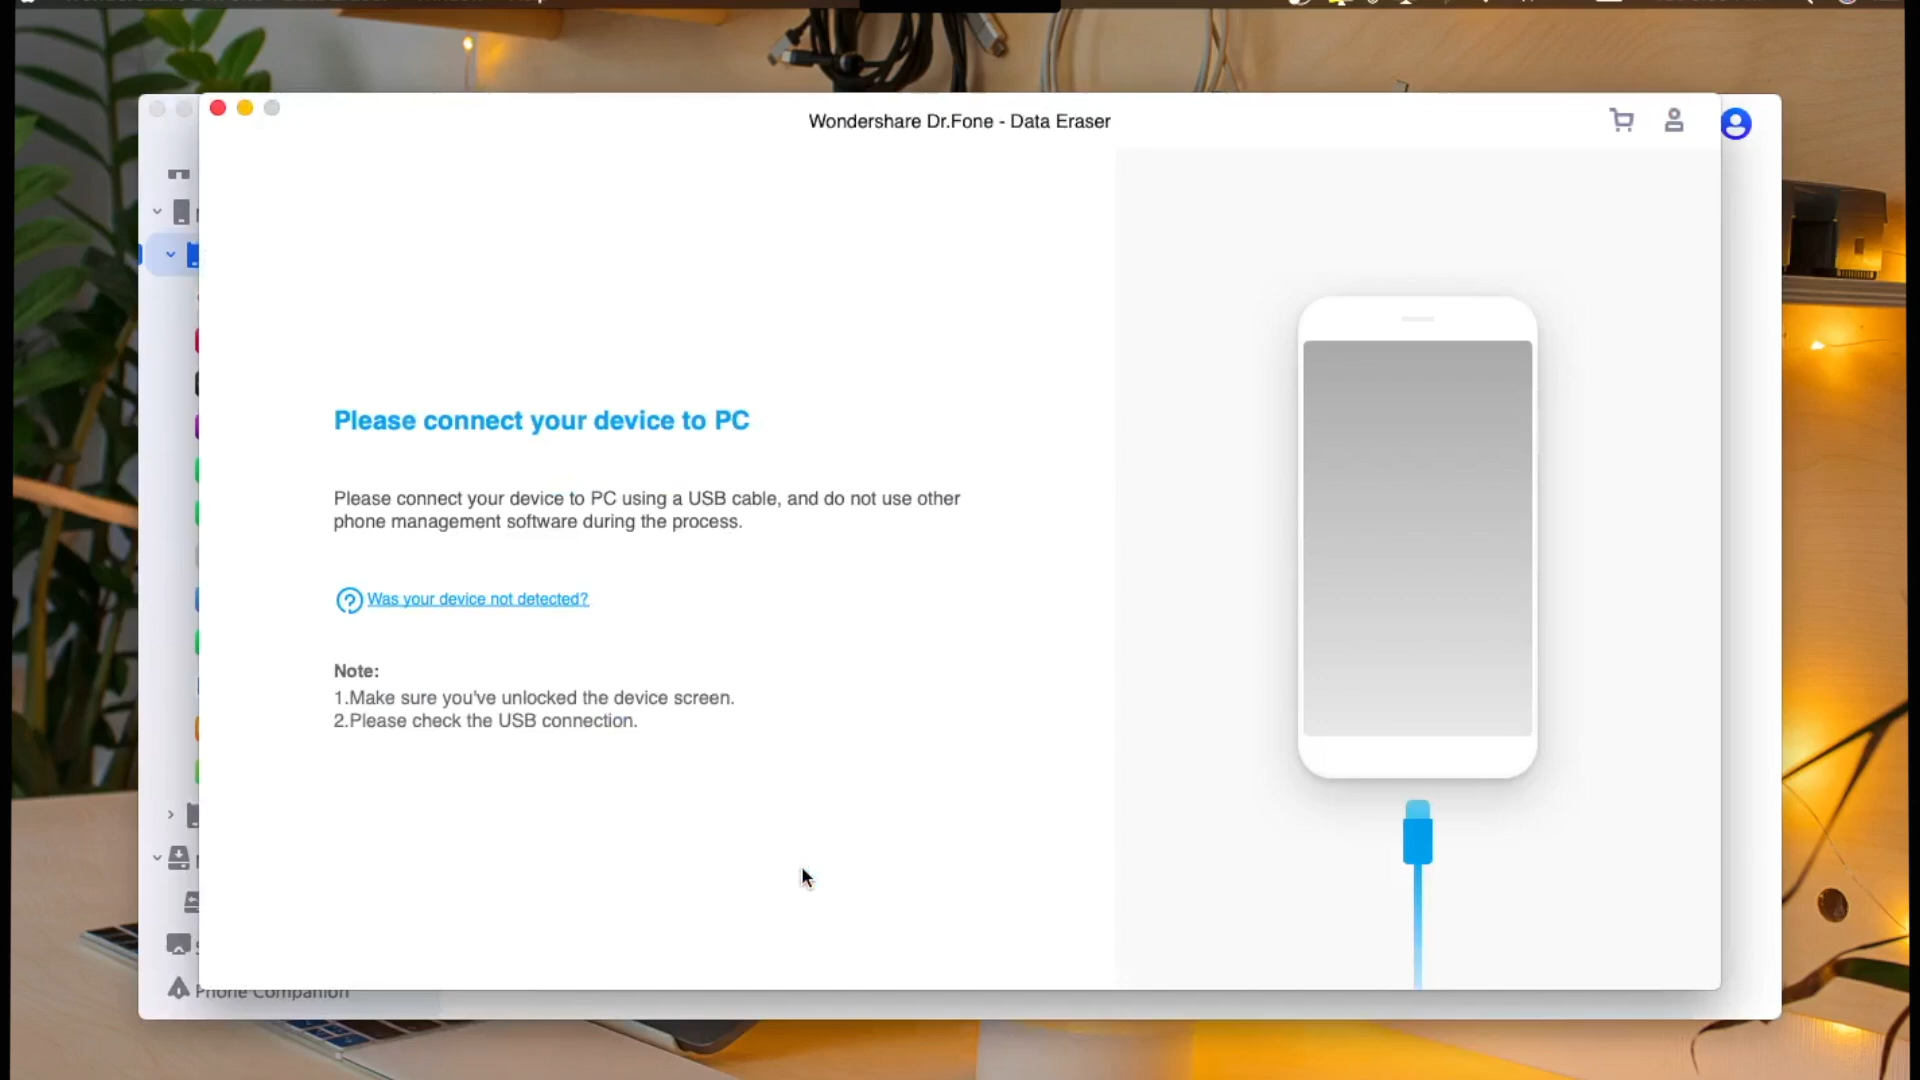 Wondershare Dr.Fone - Data Eraser
Please connect your device to PC
Please connect your device to PC using a USB cable, and do not use other
phone management software during the process.
Was your device not detected?
Note:
1.Make sure you've unlocked the device screen.
2.Please check the USB connection.
Phone Companion